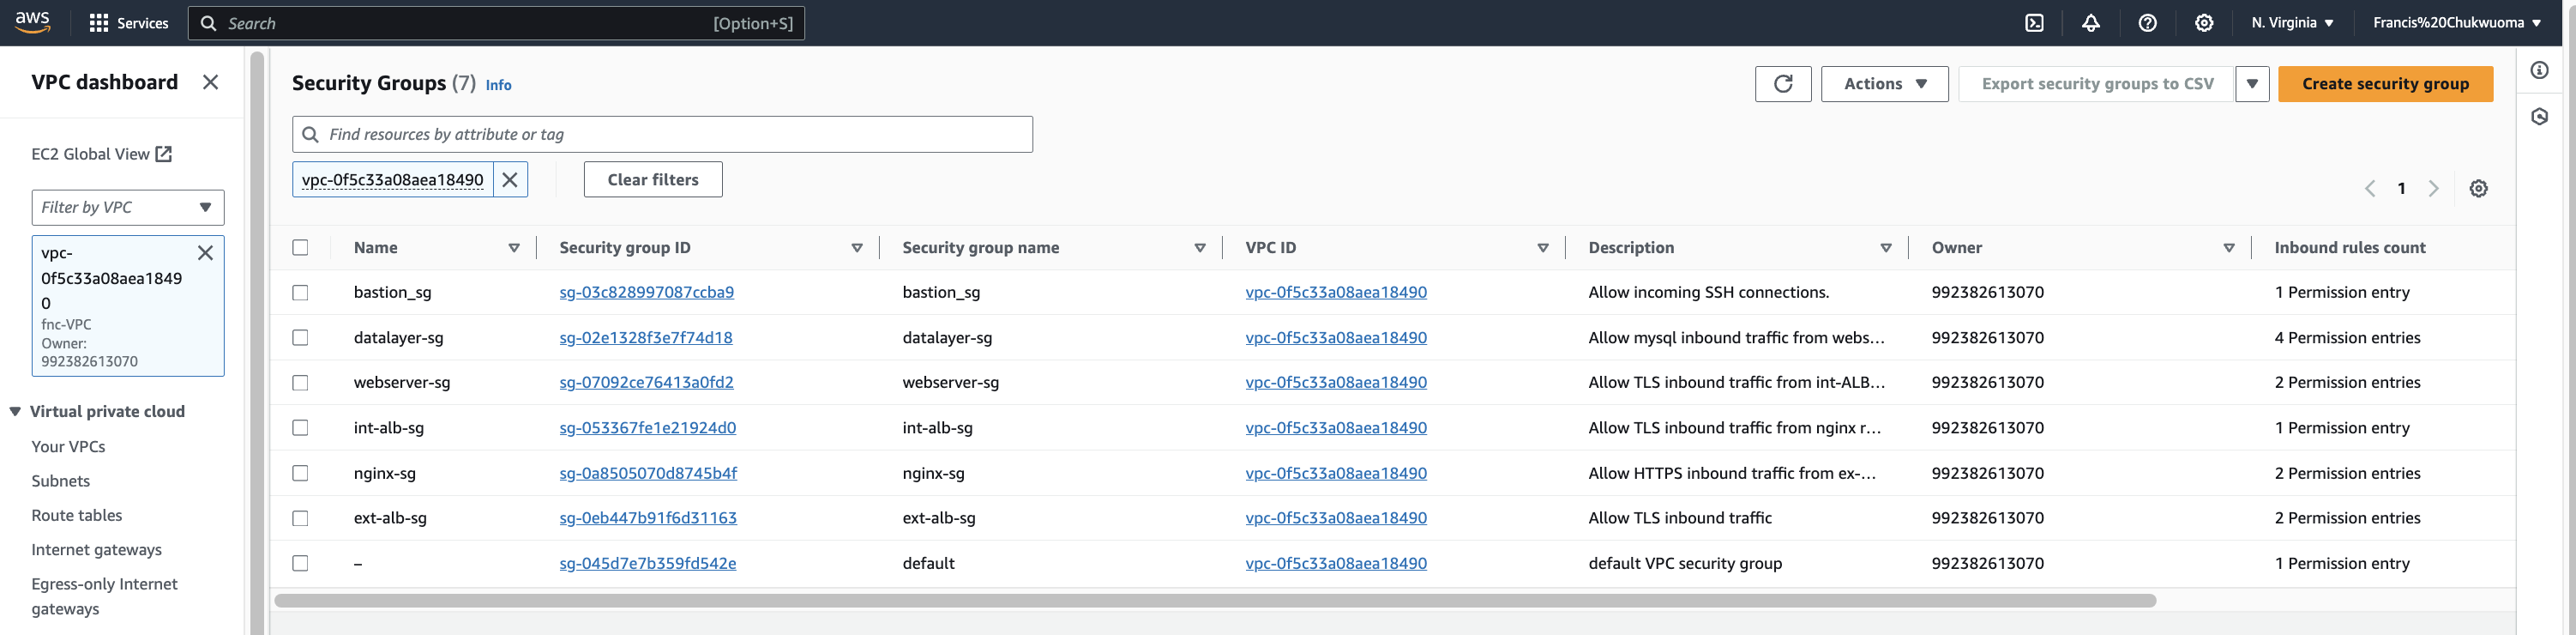 aws
Services
Search
[Option+S]
N. Virginia
Francis%20Chukwuoma
VPC dashboard
EC2 Global View
Filter by VPC
vpc-
0f5c33a08aea1849
0
fnc-VPC
Owner:
992382613070
Virtual private cloud
Your VPCs
Subnets
Route tables
Internet gateways
Egress-only Internet
gateways
Security Groups (7) Info
Actions
Export security groups to CSV
Create security group
Find resources by attribute or tag
vpc-0f5c33a08aea18490
Clear filters
1
Name Security group ID Security group name VPC ID Description Owner Inbound rules count
bastion_sg sg-03c828997087ccba9 bastion_sg vpc-0f5c33a08aea18490 Allow incoming SSH connections. 992382613070 1 Permission entry
datalayer-sg sg-02e1328f3e7f74d18 datalayer-sg vpc-0f5c33a08aea18490 Allow mysql inbound traffic from webs... 992382613070 4 Permission entries
webserver-sg sg-07092ce76413a0fd2 webserver-sg vpc-0f5c33a08aea18490 Allow TLS inbound traffic from int-ALB... 992382613070 2 Permission entries
int-alb-sg sg-053367fe1e21924d0 int-alb-sg vpc-0f5c33a08aea18490 Allow TLS inbound traffic from nginx r... 992382613070 1 Permission entry
nginx-sg sg-0a8505070d8745b4f nginx-sg vpc-0f5c33a08aea18490 Allow HTTPS inbound traffic from ex-... 992382613070 2 Permission entries
ext-alb-sg sg-0eb447b91f6d31163 ext-alb-sg vpc-0f5c33a08aea18490 Allow TLS inbound traffic 992382613070 2 Permission entries
– sg-045d7e7b359fd542e default vpc-0f5c33a08aea18490 default VPC security group 992382613070 1 Permission entry